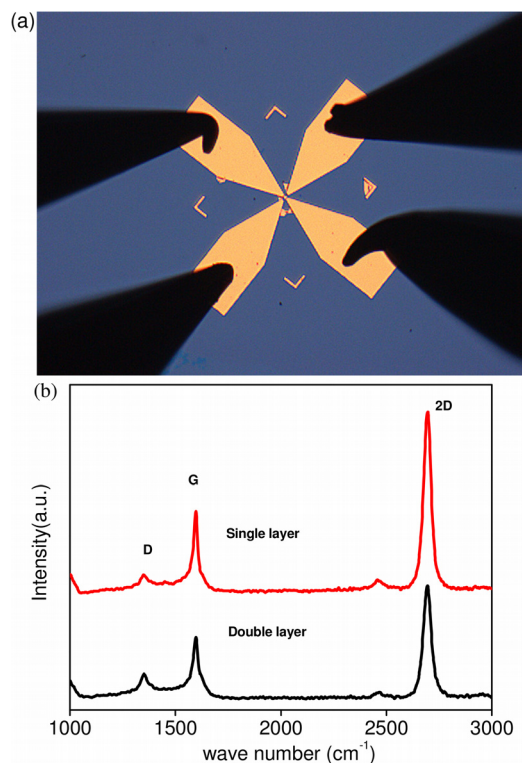 (a)
(b)
2D
G
D
Single layer
Double layer
Intensity(a.u.)
1000 1500 2000 2500 3000
wave number (cm⁻¹)